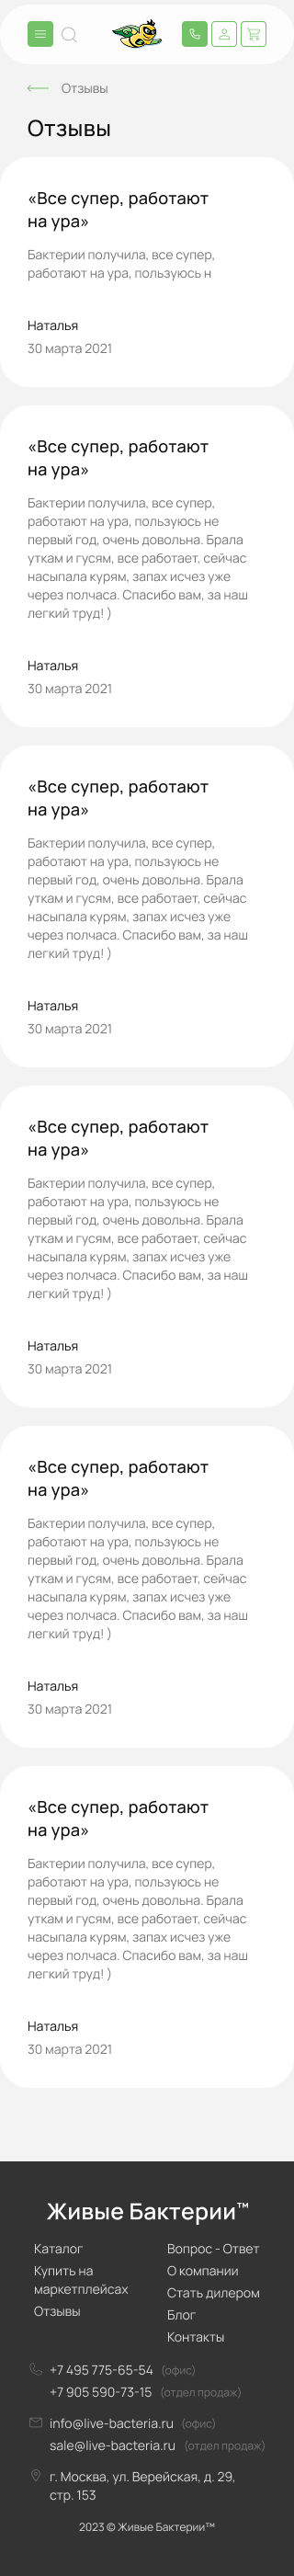 Отзывы
Отзывы
«Все супер, работают
на ура»
Бактерии получила, все супер,
работают на ура, пользуюсь н
Наталья
30 марта 2021
«Все супер, работают
на ура»
Бактерии получила, все супер,
работают на ура, пользуюсь не
первый год, очень довольна. Брала
уткам и гусям, все работает, сейчас
насыпала курям, запах исчез уже
через полчаса. Спасибо вам, за наш
легкий труд! )
Наталья
30 марта 2021
«Все супер, работают
на ура»
Бактерии получила, все супер,
работают на ура, пользуюсь не
первый год, очень довольна. Брала
уткам и гусям, все работает, сейчас
насыпала курям, запах исчез уже
через полчаса. Спасибо вам, за наш
легкий труд! )
Наталья
30 марта 2021
«Все супер, работают
на ура»
Бактерии получила, все супер,
работают на ура, пользуюсь не
первый год, очень довольна. Брала
уткам и гусям, все работает, сейчас
насыпала курям, запах исчез уже
через полчаса. Спасибо вам, за наш
легкий труд! )
Наталья
30 марта 2021
«Все супер, работают
на ура»
Бактерии получила, все супер,
работают на ура, пользуюсь не
первый год, очень довольна. Брала
уткам и гусям, все работает, сейчас
насыпала курям, запах исчез уже
через полчаса. Спасибо вам, за наш
легкий труд! )
Наталья
30 марта 2021
«Все супер, работают
на ура»
Бактерии получила, все супер,
работают на ура, пользуюсь не
первый год, очень довольна. Брала
уткам и гусям, все работает, сейчас
насыпала курям, запах исчез уже
через полчаса. Спасибо вам, за наш
легкий труд! )
Наталья
30 марта 2021
Живые Бактерии™
Каталог
Купить на
маркетплейсах
Отзывы
Вопрос - Ответ
О компании
Стать дилером
Блог
Контакты
+7 495 775-65-54 (офис)
+7 905 590-73-15 (отдел продаж)
info@live-bacteria.ru (офис)
sale@live-bacteria.ru (отдел продаж)
г. Москва, ул. Верейская, д. 29,
стр. 153
2023 © Живые Бактерии™